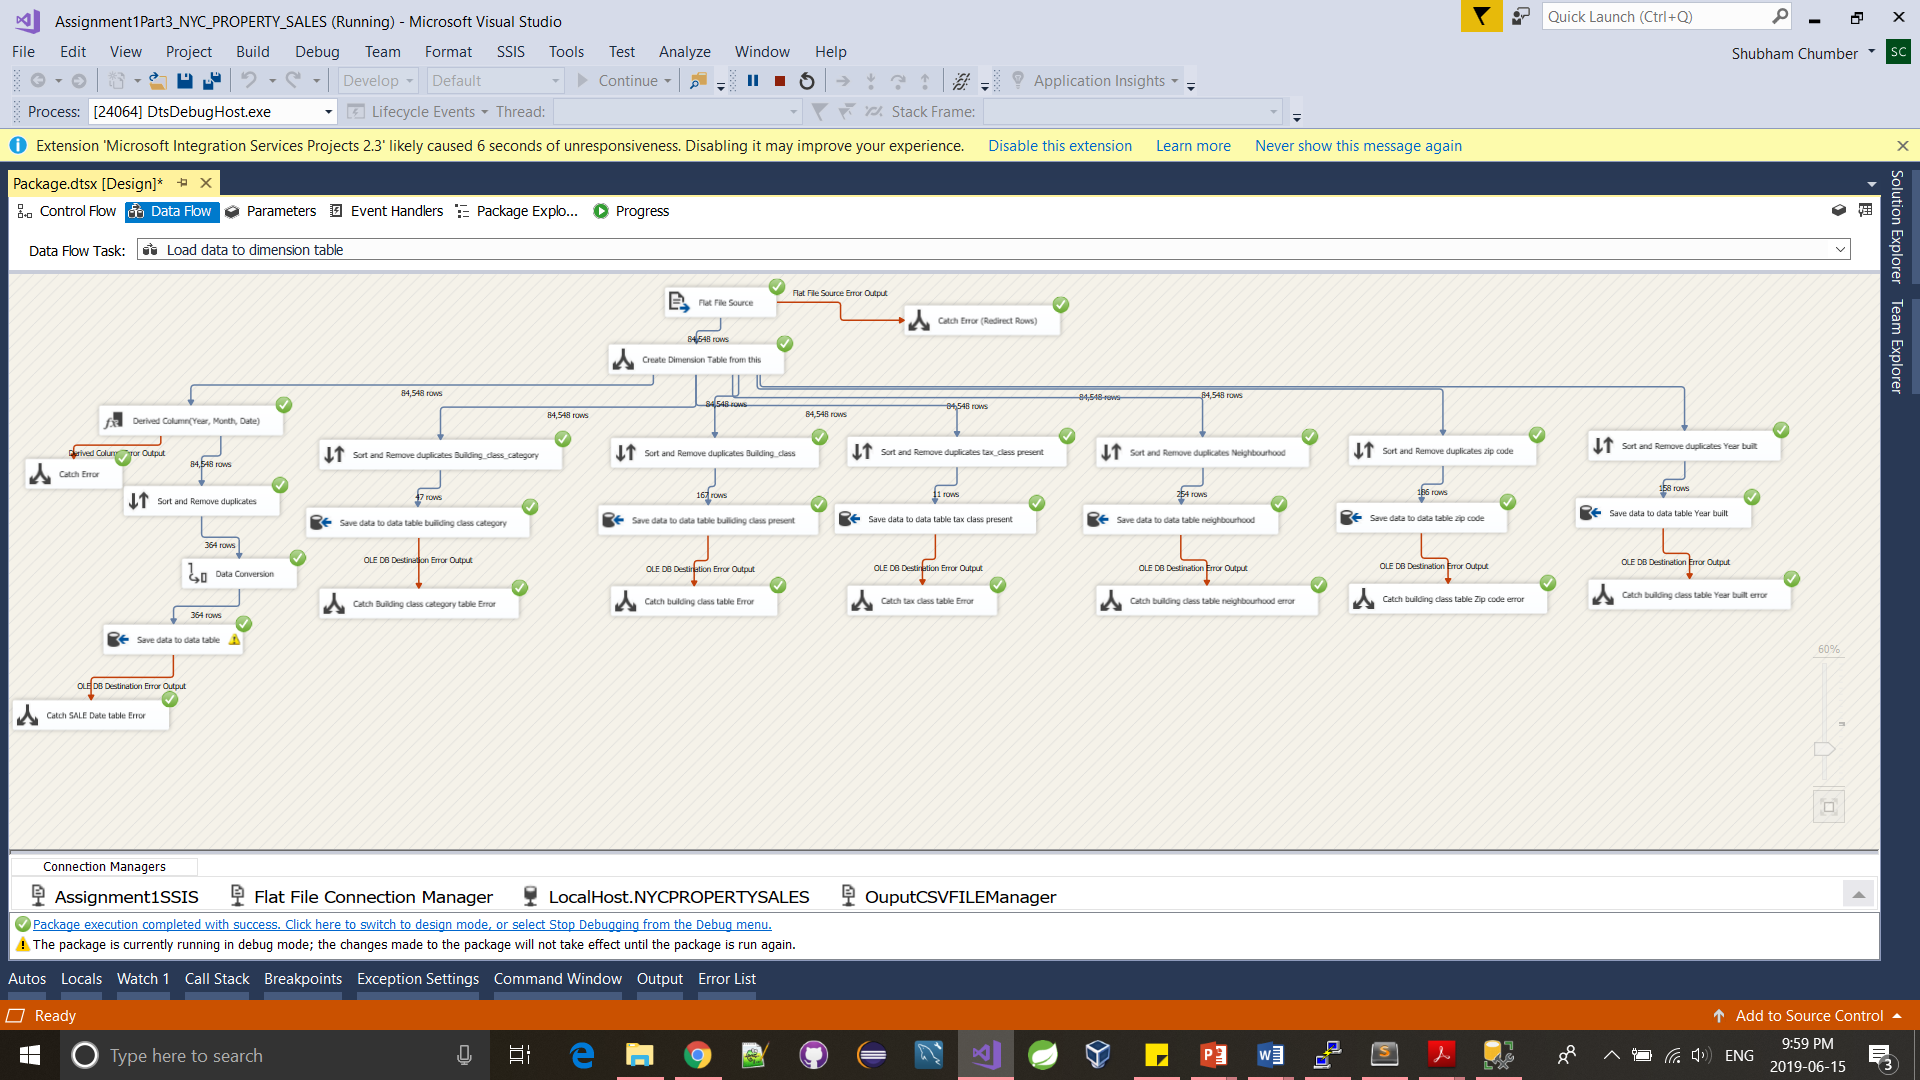 Assignment1Part3_NYC_PROPERTY_SALES (Running) - Microsoft Visual Studio
Quick Launch (Ctrl+Q)
File Edit View Project Build Debug Team Format SSIS Tools Test Analyze Window Help
Shubham Chumber SC
Develop Default Continue Application Insights
Process: [24064] DtsDebugHost.exe Lifecycle Events Thread: Stack Frame:
Extension 'Microsoft Integration Services Projects 2.3' likely caused 6 seconds of unresponsiveness. Disabling it may improve your experience. Disable this extension Learn more Never show this message again
Package.dtsx [Design]*
Control Flow Data Flow Parameters Event Handlers Package Explo... Progress
Data Flow Task: Load data to dimension table
Solution Explorer
Team Explorer
Flat File Source
Flat File Source Error Output
Catch Error (Redirect Rows)
84,548 rows
Create Dimension Table from this
84,548 rows
84,548 rows
84,548 rows
84,548 rows
84,548 rows
84,548 rows
84,548 rows
Derived Column(Year, Month, Date)
Derived Column Error Output
Catch Error
84,548 rows
Sort and Remove duplicates
364 rows
Data Conversion
364 rows
Save data to data table
OLE DB Destination Error Output
Catch SALE Date table Error
Sort and Remove duplicates Building_class_category
47 rows
Save data to data table builiding class category
OLE DB Destination Error Output
Catch Building class category table Error
Sort and Remove duplicates Building_class
167 rows
Save data to data table builiding class present
OLE DB Destination Error Output
Catch building class table Error
Sort and Remove duplicates tax_class present
11 rows
Save data to data table tax class present
OLE DB Destination Error Output
Catch tax class table Error
Sort and Remove duplicates Neighbourhood
254 rows
Save data to data table neighbourhood
OLE DB Destination Error Output
Catch building class table neighbourhood error
Sort and Remove duplicates zip code
186 rows
Save data to data table zip code
OLE DB Destination Error Output
Catch building class table Zip code error
Sort and Remove duplicates Year built
158 rows
Save data to data table Year built
OLE DB Destination Error Output
Catch building class table Year built error
60%
Connection Managers
Assignment1SSIS Flat File Connection Manager LocalHost.NYCPROPERTYSALES OuputCSVFILEManager
Package execution completed with success. Click here to switch to design mode, or select Stop Debugging from the Debug menu.
The package is currently running in debug mode; the changes made to the package will not take effect until the package is run again.
Autos Locals Watch 1 Call Stack Breakpoints Exception Settings Command Window Output Error List
Ready
Add to Source Control
Type here to search
ENG
9:59 PM
2019-06-15
3